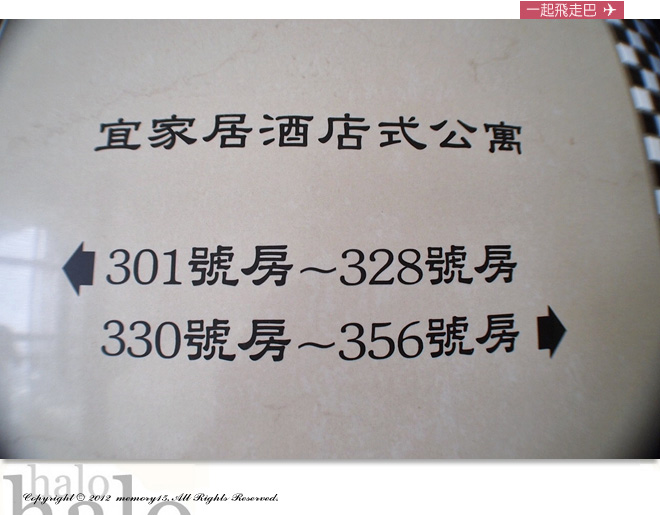 一起飛走巴 ✈
宜家居酒店式公寓
301號房～328號房
330號房～356號房
halo
halo
Copyright © 2012 memory15. All Rights Reserved.